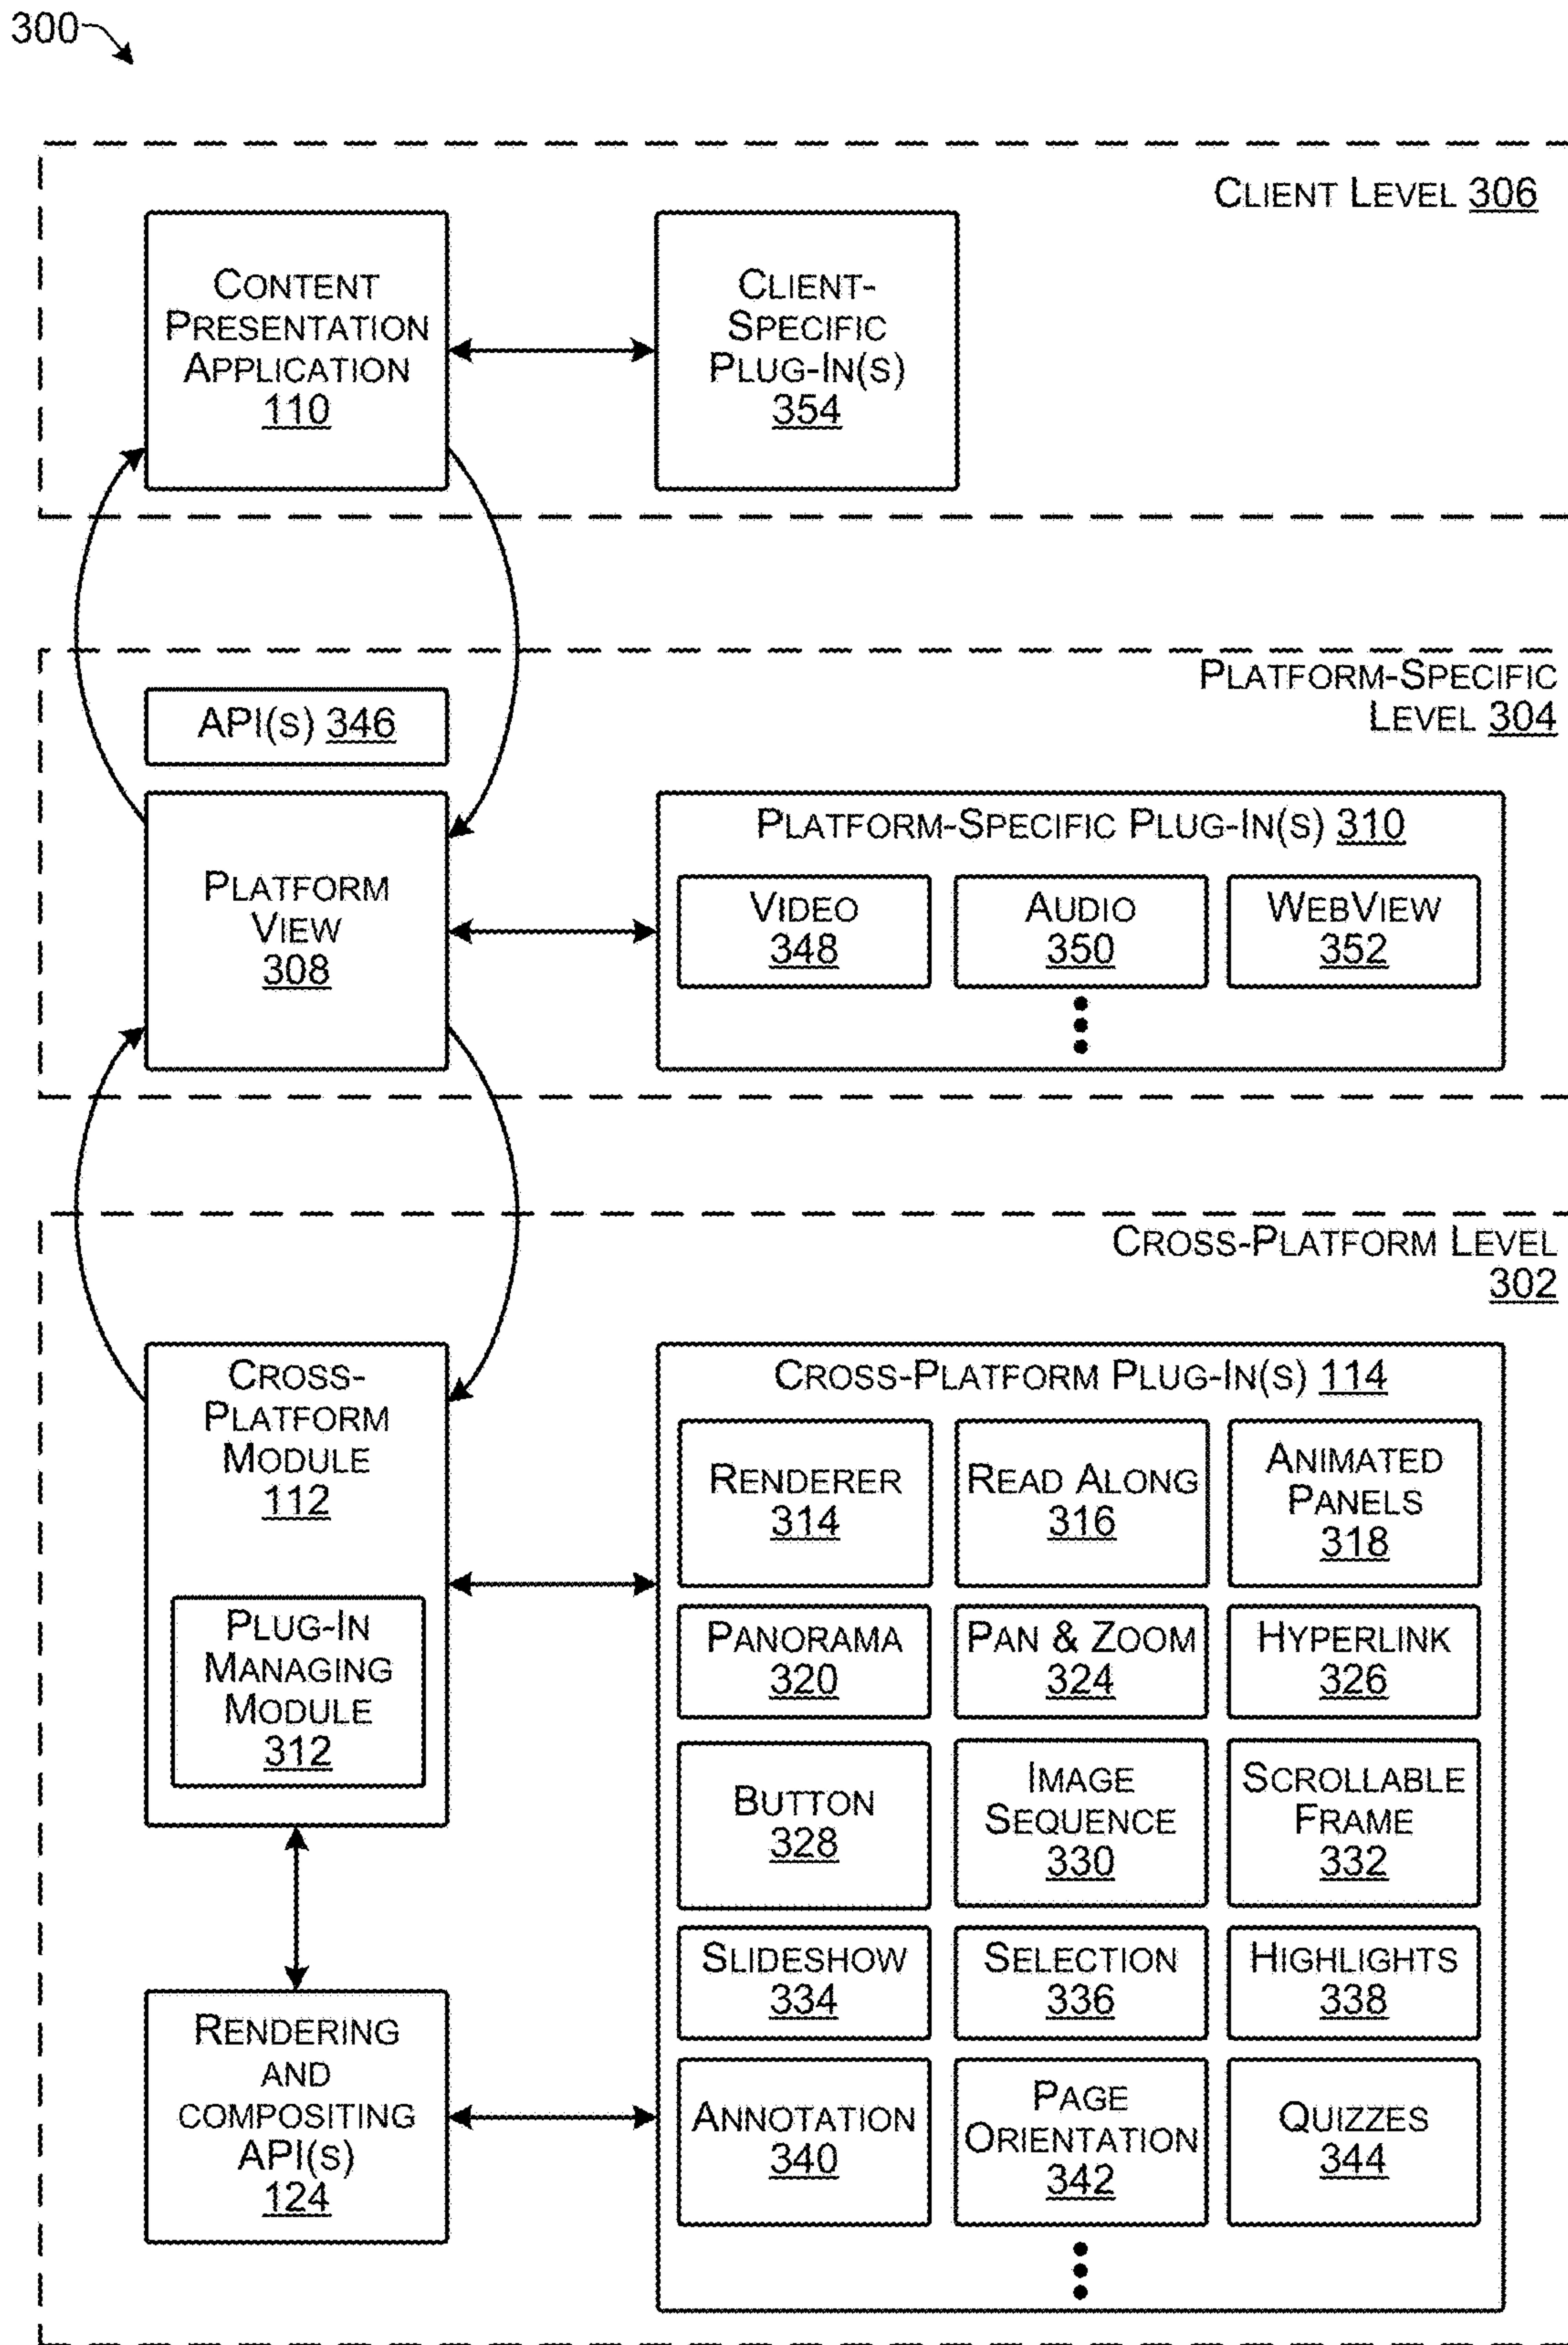 300
CLIENT LEVEL 306
CONTENT
PRESENTATION
APPLICATION
110
CLIENT-
SPECIFIC
PLUG-IN(S)
354
PLATFORM-SPECIFIC
LEVEL 304
API(S) 346
PLATFORM
VIEW
308
PLATFORM-SPECIFIC PLUG-IN(S) 310
VIDEO
348
AUDIO
350
WEBVIEW
352
CROSS-PLATFORM LEVEL
302
CROSS-
PLATFORM
MODULE
112
PLUG-IN
MANAGING
MODULE
312
RENDERING
AND
COMPOSITING
API(S)
124
CROSS-PLATFORM PLUG-IN(S) 114
RENDERER
314
READ ALONG
316
ANIMATED
PANELS
318
PANORAMA
320
PAN & ZOOM
324
HYPERLINK
326
BUTTON
328
IMAGE
SEQUENCE
330
SCROLLABLE
FRAME
332
SLIDESHOW
334
SELECTION
336
HIGHLIGHTS
338
ANNOTATION
340
PAGE
ORIENTATION
342
QUIZZES
344